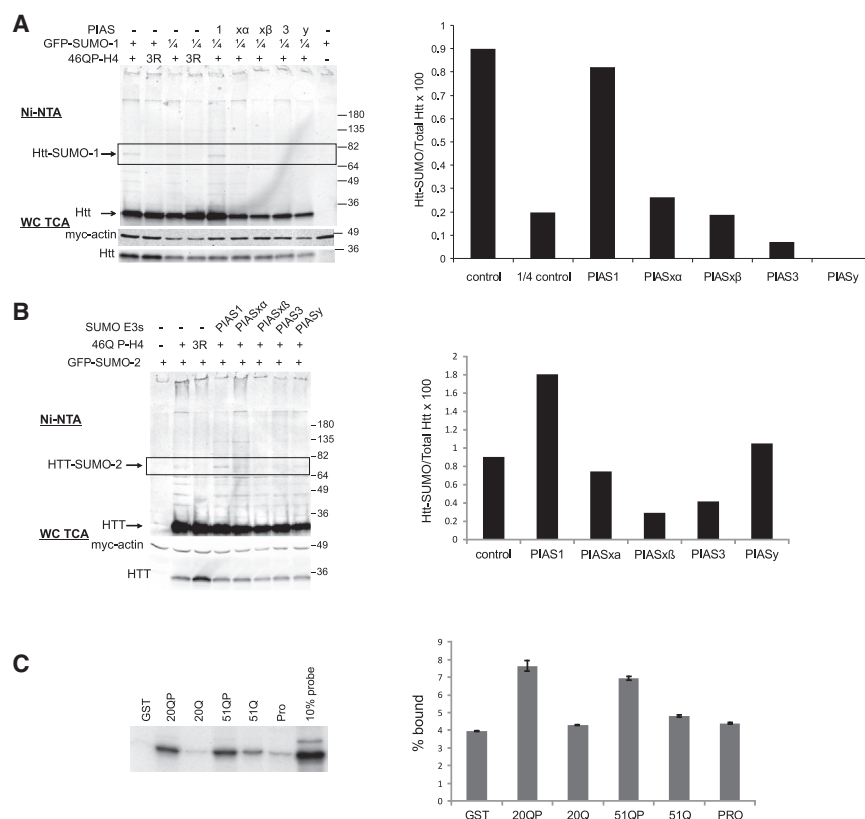 A
PIAS - - - - 1 xα xβ 3 y -
GFP-SUMO-1 + + ¼ ¼ ¼ ¼ ¼ ¼ ¼ +
46QP-H4 + 3R + 3R + + + + + -
Ni-NTA
180
135
Htt-SUMO-1
82
64
49
36
Htt
WC TCA
myc-actin
49
Htt
36
Htt-SUMO/Total Htt x 100
1
0.9
0.8
0.7
0.6
0.5
0.4
0.3
0.2
0.1
0
control 1/4 control PIAS1 PIASxα PIASxβ PIAS3 PIASy
B
SUMO E3s - - - PIAS1 PIASxα PIASxß PIAS3 PIASy
46Q P-H4 - + 3R + + + + +
GFP-SUMO-2 + + + + + + + +
Ni-NTA
180
135
HTT-SUMO-2
82
64
49
36
HTT
WC TCA
myc-actin
49
HTT
36
Htt-SUMO/Total Htt x 100
2
1.8
1.6
1.4
1.2
1
0.8
0.6
0.4
0.2
0
control PIAS1 PIASxa PIASxß PIAS3 PIASy
C
GST 20QP 20Q 51QP 51Q Pro 10% probe
% bound
9
8
7
6
5
4
3
2
1
0
GST 20QP 20Q 51QP 51Q PRO